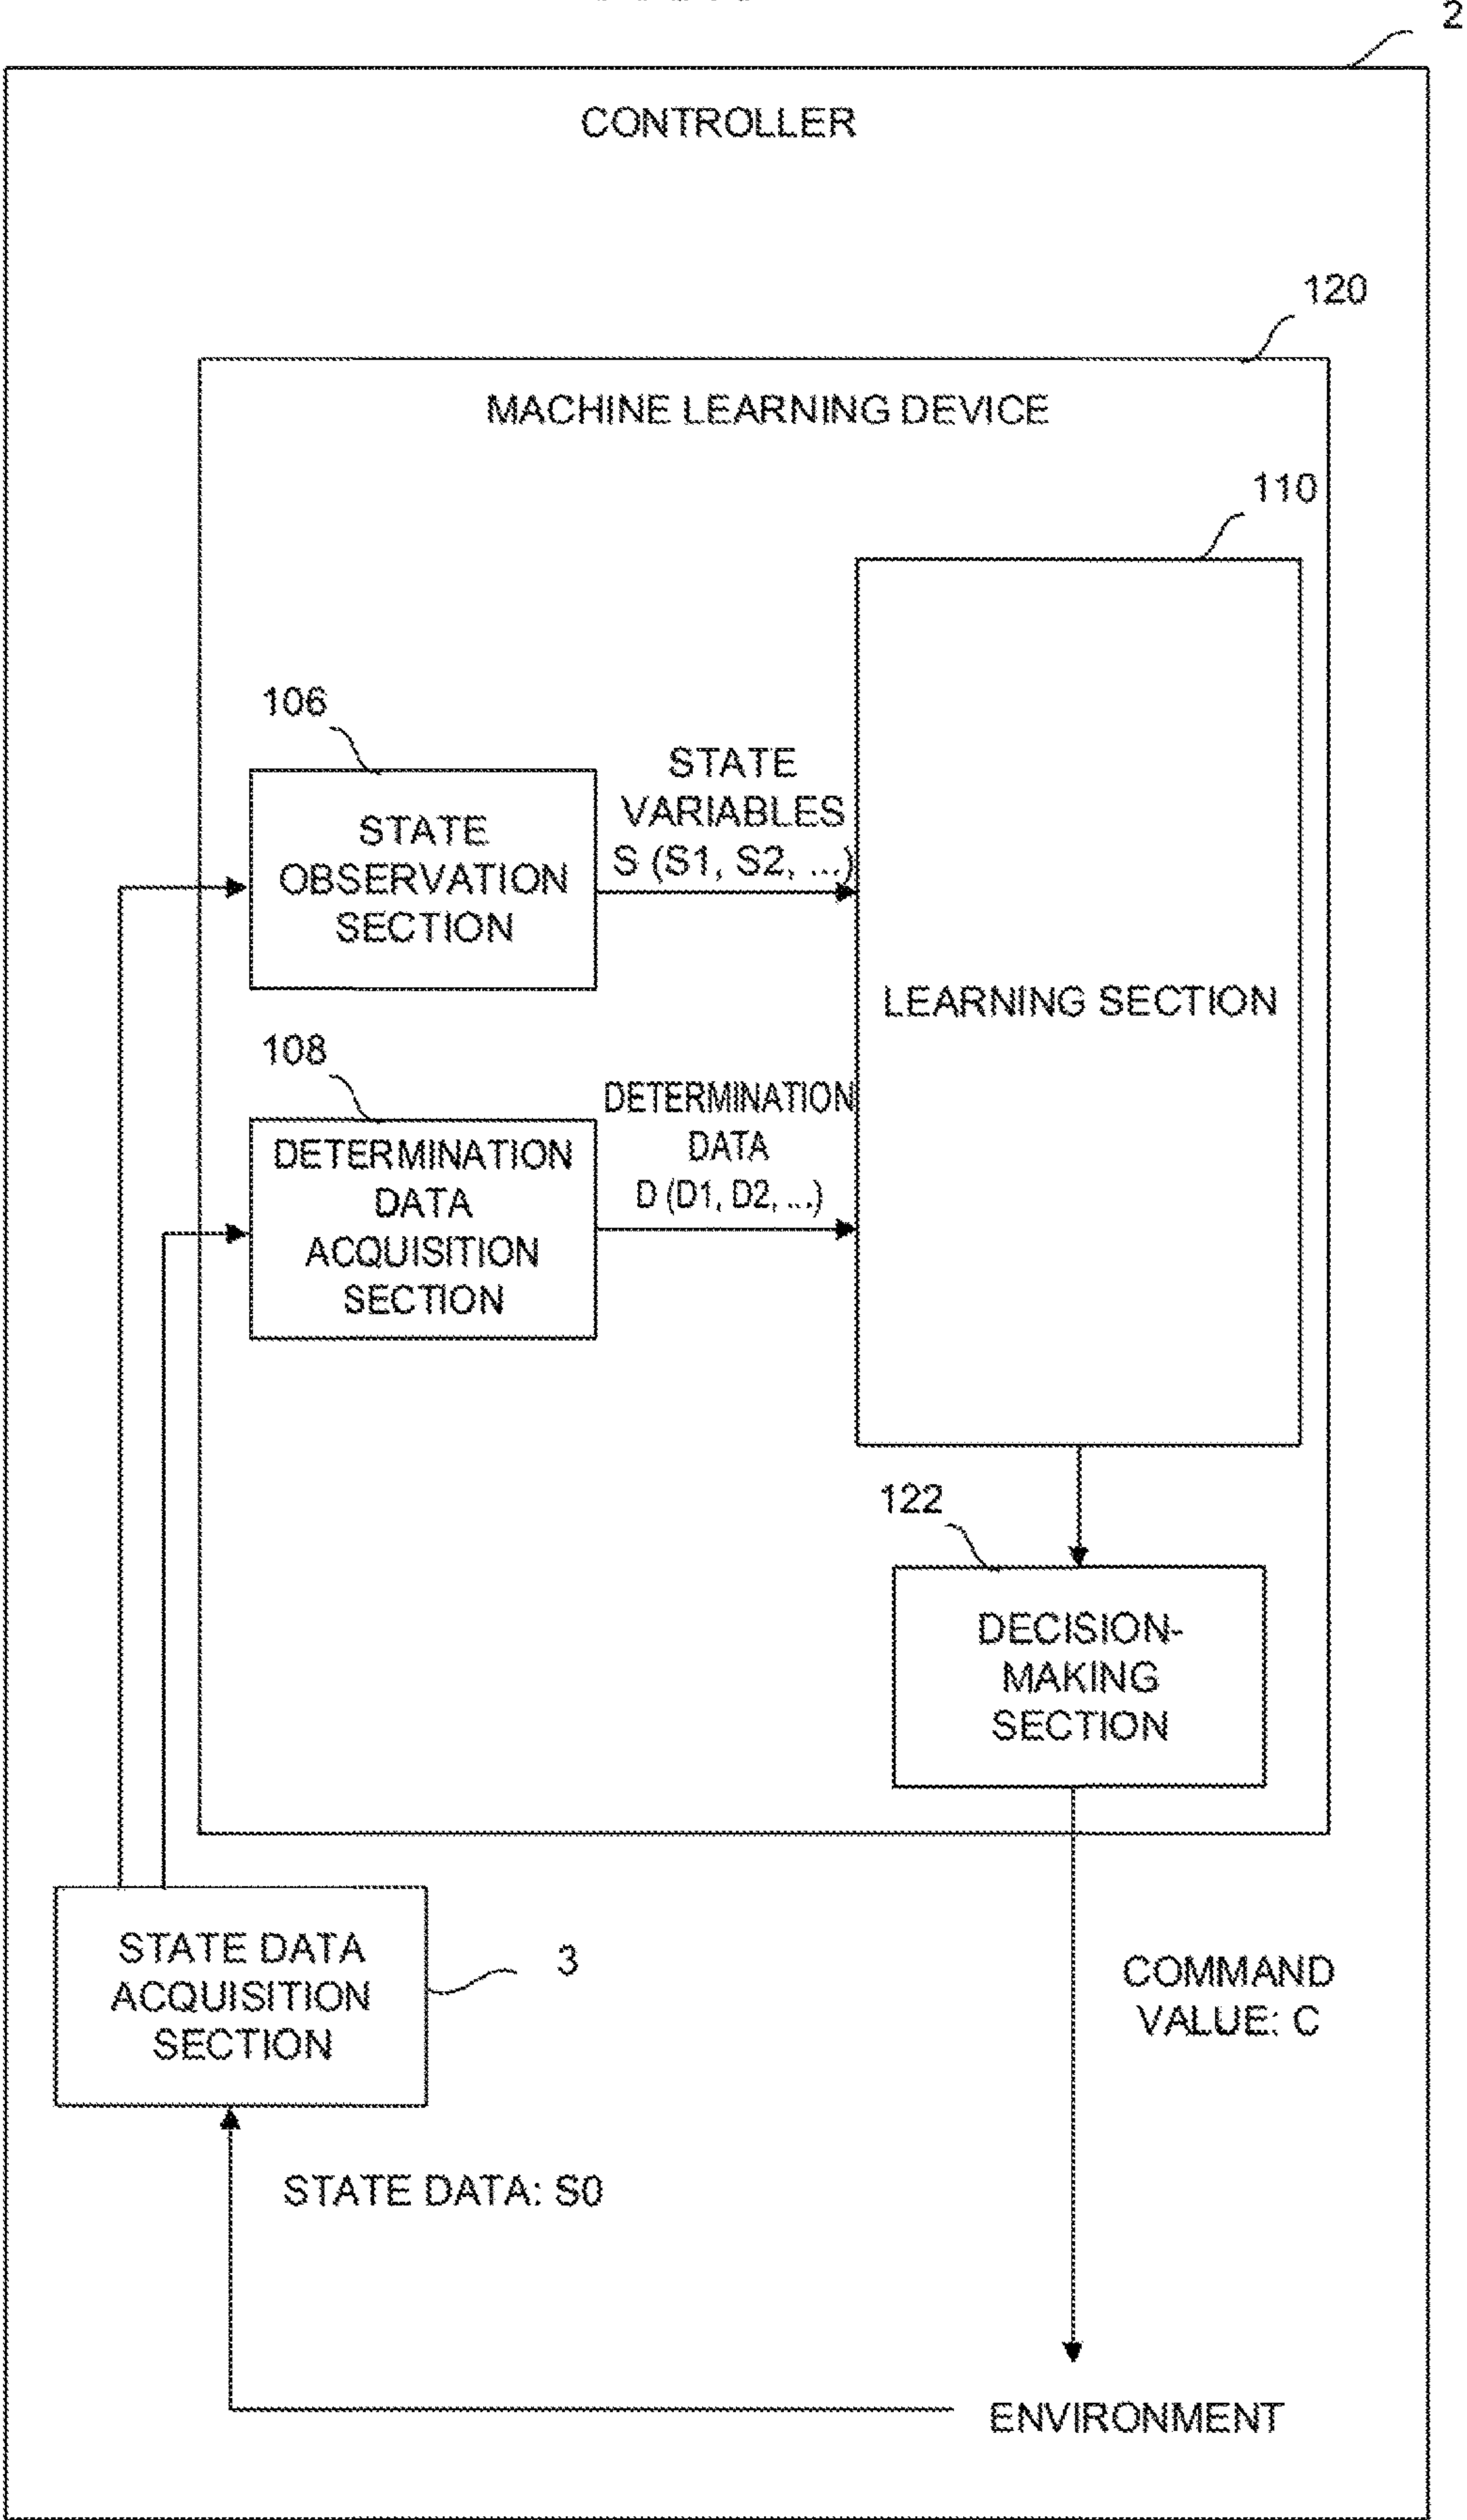 2
CONTROLLER
120
MACHINE LEARNING DEVICE
110
106
STATE
OBSERVATION
SECTION
STATE
VARIABLES
S (S1, S2, ...)
LEARNING SECTION
108
DETERMINATION
DATA
ACQUISITION
SECTION
DETERMINATION
DATA
D (D1, D2, ...)
122
DECISION-
MAKING
SECTION
STATE DATA
ACQUISITION
SECTION
3
COMMAND
VALUE: C
STATE DATA: S0
ENVIRONMENT